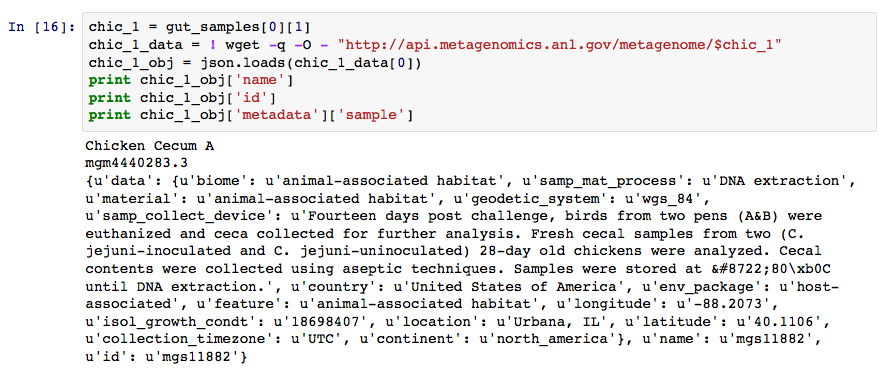 In [16]: chic_1 = gut_samples[0][1]
chic_1_data = ! wget -q -O - "http://api.metagenomics.anl.gov/metagenome/$chic_1"
chic_1_obj = json.loads(chic_1_data[0])
print chic_1_obj['name']
print chic_1_obj['id']
print chic_1_obj['metadata']['sample']
Chicken Cecum A
mgm4440283.3
{u'data': {u'biome': u'animal-associated habitat', u'samp_mat_process': u'DNA extraction',
u'material': u'animal-associated habitat', u'geodetic_system': u'wgs_84',
u'samp_collect_device': u'Fourteen days post challenge, birds from two pens (A&B) were
euthanized and ceca collected for further analysis. Fresh cecal samples from two (C.
jejuni-inoculated and C. jejuni-uninoculated) 28-day old chickens were analyzed. Cecal
contents were collected using aseptic techniques. Samples were stored at &#8722;80\xb0C
until DNA extraction.', u'country': u'United States of America', u'env_package': u'host-
associated', u'feature': u'animal-associated habitat', u'longitude': u'-88.2073',
u'isol_growth_condt': u'18698407', u'location': u'Urbana, IL', u'latitude': u'40.1106',
u'collection_timezone': u'UTC', u'continent': u'north_america'}, u'name': u'mgs11882',
u'id': u'mgs11882'}